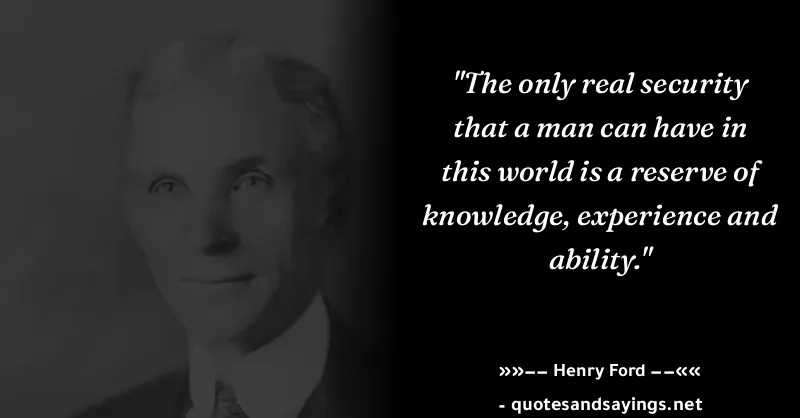 "The only real security
that a man can have in
this world is a reserve of
knowledge, experience and
ability."
»»−− Henry Ford −−««
- quotesandsayings.net